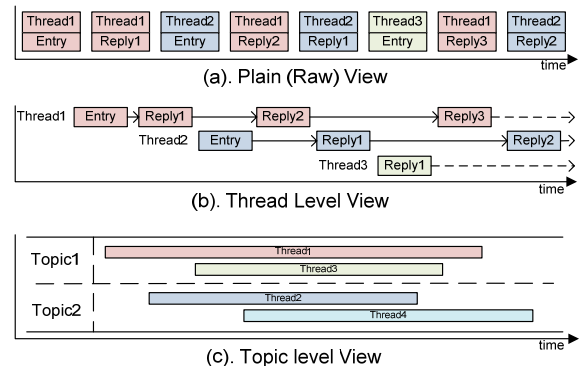 Thread1 Thread1 Thread2 Thread1 Thread2 Thread3 Thread1 Thread2
Entry Reply1 Entry Reply2 Reply1 Entry Reply3 Reply2
time
(a). Plain (Raw) View
Thread1 Entry Reply1 Reply2 Reply3
Thread2 Entry Reply1 Reply2
Thread3 Reply1
time
(b). Thread Level View
Topic1 Thread1
Thread3
Topic2 Thread2
Thread4
time
(c). Topic level View